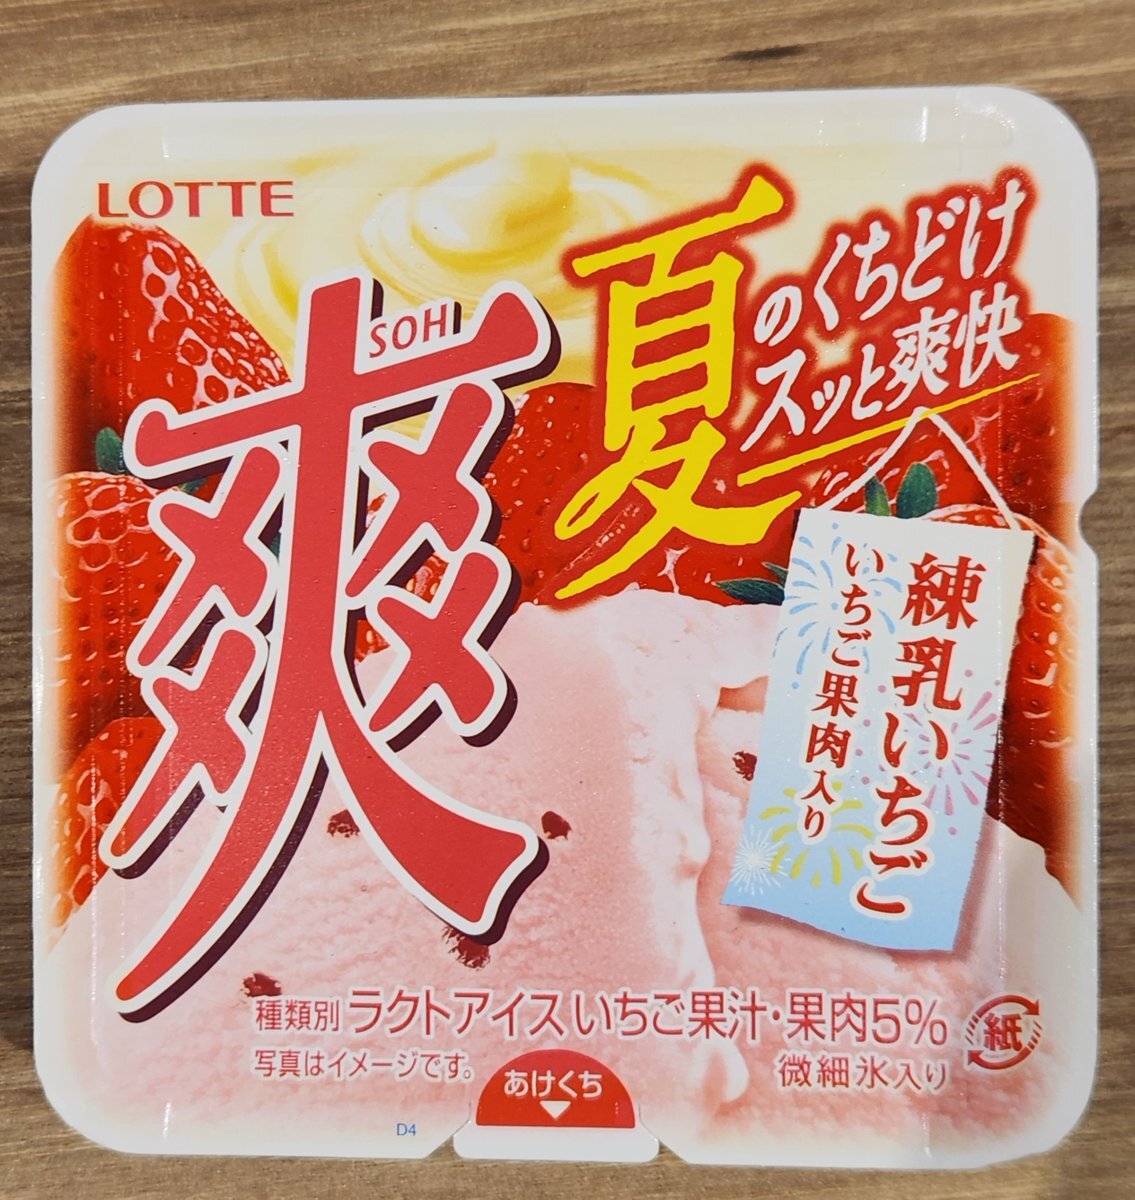 LOTTE
爽
SOH
夏のくちどけ
スッと爽快
練乳いちご
いちご果肉入り
種類別 ラクトアイス いちご果汁・果肉5%
写真はイメージです。
微細氷入り
紙
あけくち
D4